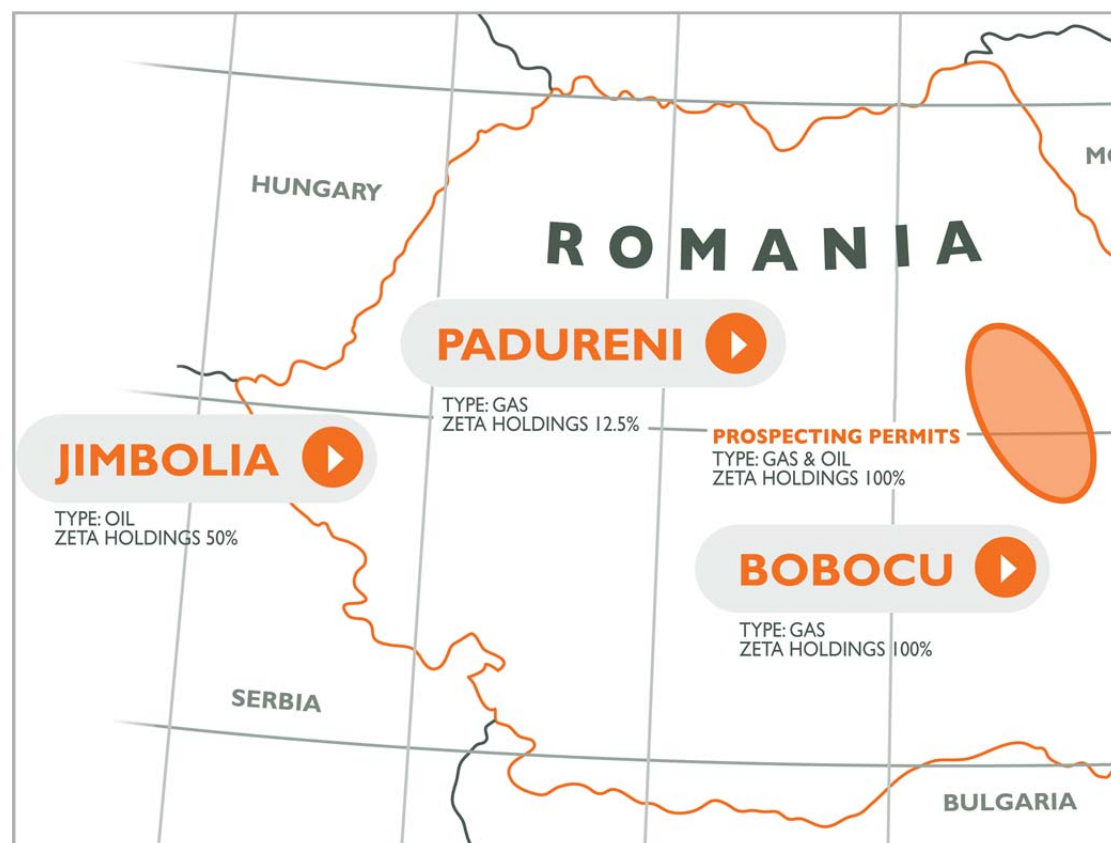 HUNGARY
MO
ROMANIA
PADURENI
TYPE: GAS
ZETA HOLDINGS 12.5%
JIMBOLIA
TYPE: OIL
ZETA HOLDINGS 50%
PROSPECTING PERMITS
TYPE: GAS & OIL
ZETA HOLDINGS 100%
BOBOCU
TYPE: GAS
ZETA HOLDINGS 100%
SERBIA
BULGARIA